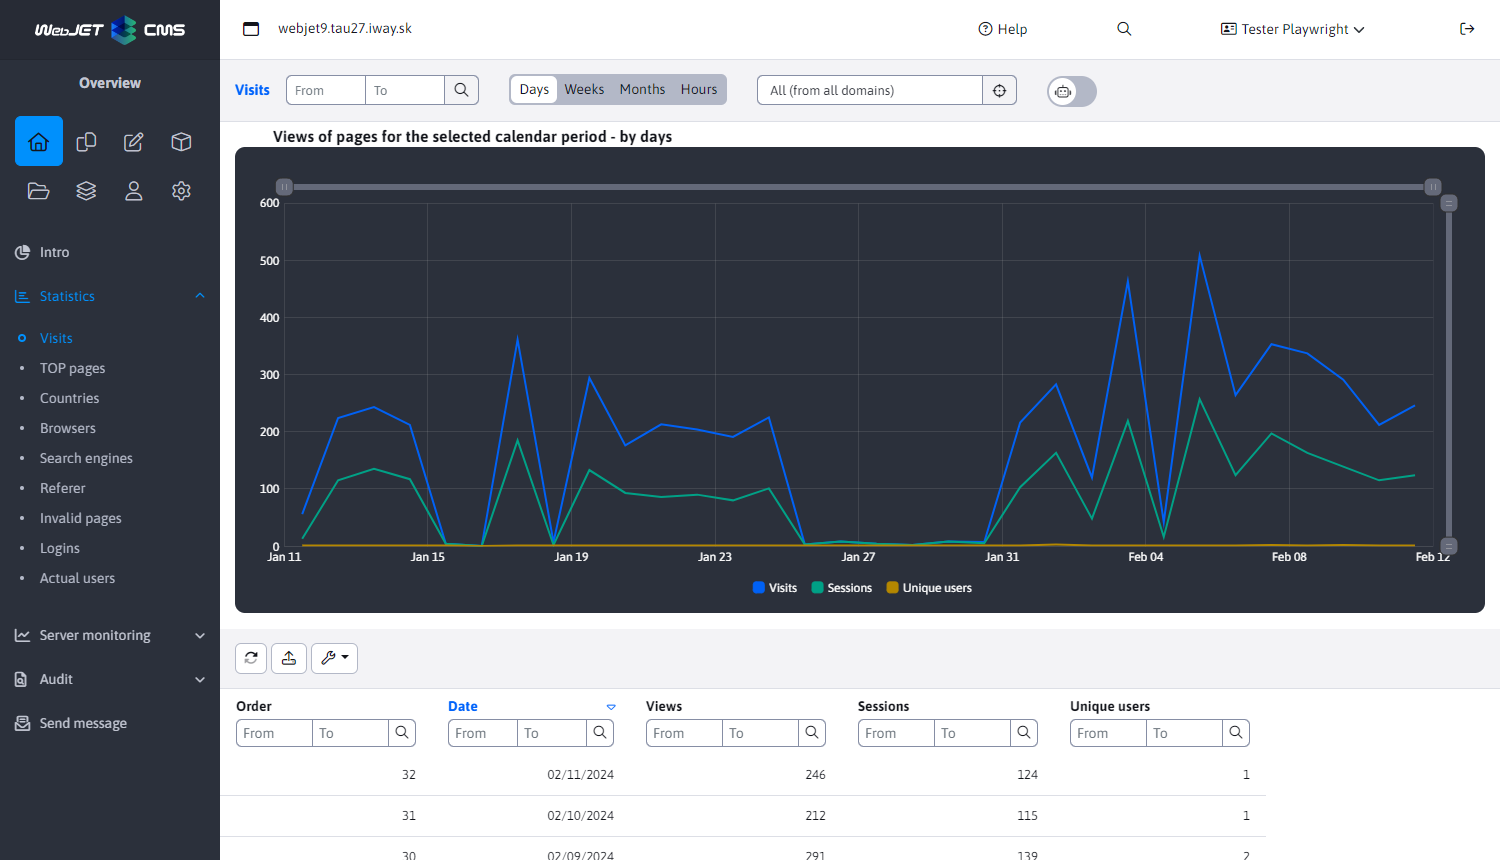 WebJET CMS
webjet9.tau27.iway.sk
Help
Tester Playwright
Overview
Intro
Statistics
Visits
TOP pages
Countries
Browsers
Search engines
Referer
Invalid pages
Logins
Actual users
Server monitoring
Audit
Send message
Visits From To Days Weeks Months Hours All (from all domains)
Views of pages for the selected calendar period - by days
600
500
400
300
200
100
0
Jan 11 Jan 15 Jan 19 Jan 23 Jan 27 Jan 31 Feb 04 Feb 08 Feb 12
Visits Sessions Unique users
Order Date Views Sessions Unique users
From To From To From To From To From To
32 02/11/2024 246 124 1
31 02/10/2024 212 115 1
30 02/09/2024 291 139 2